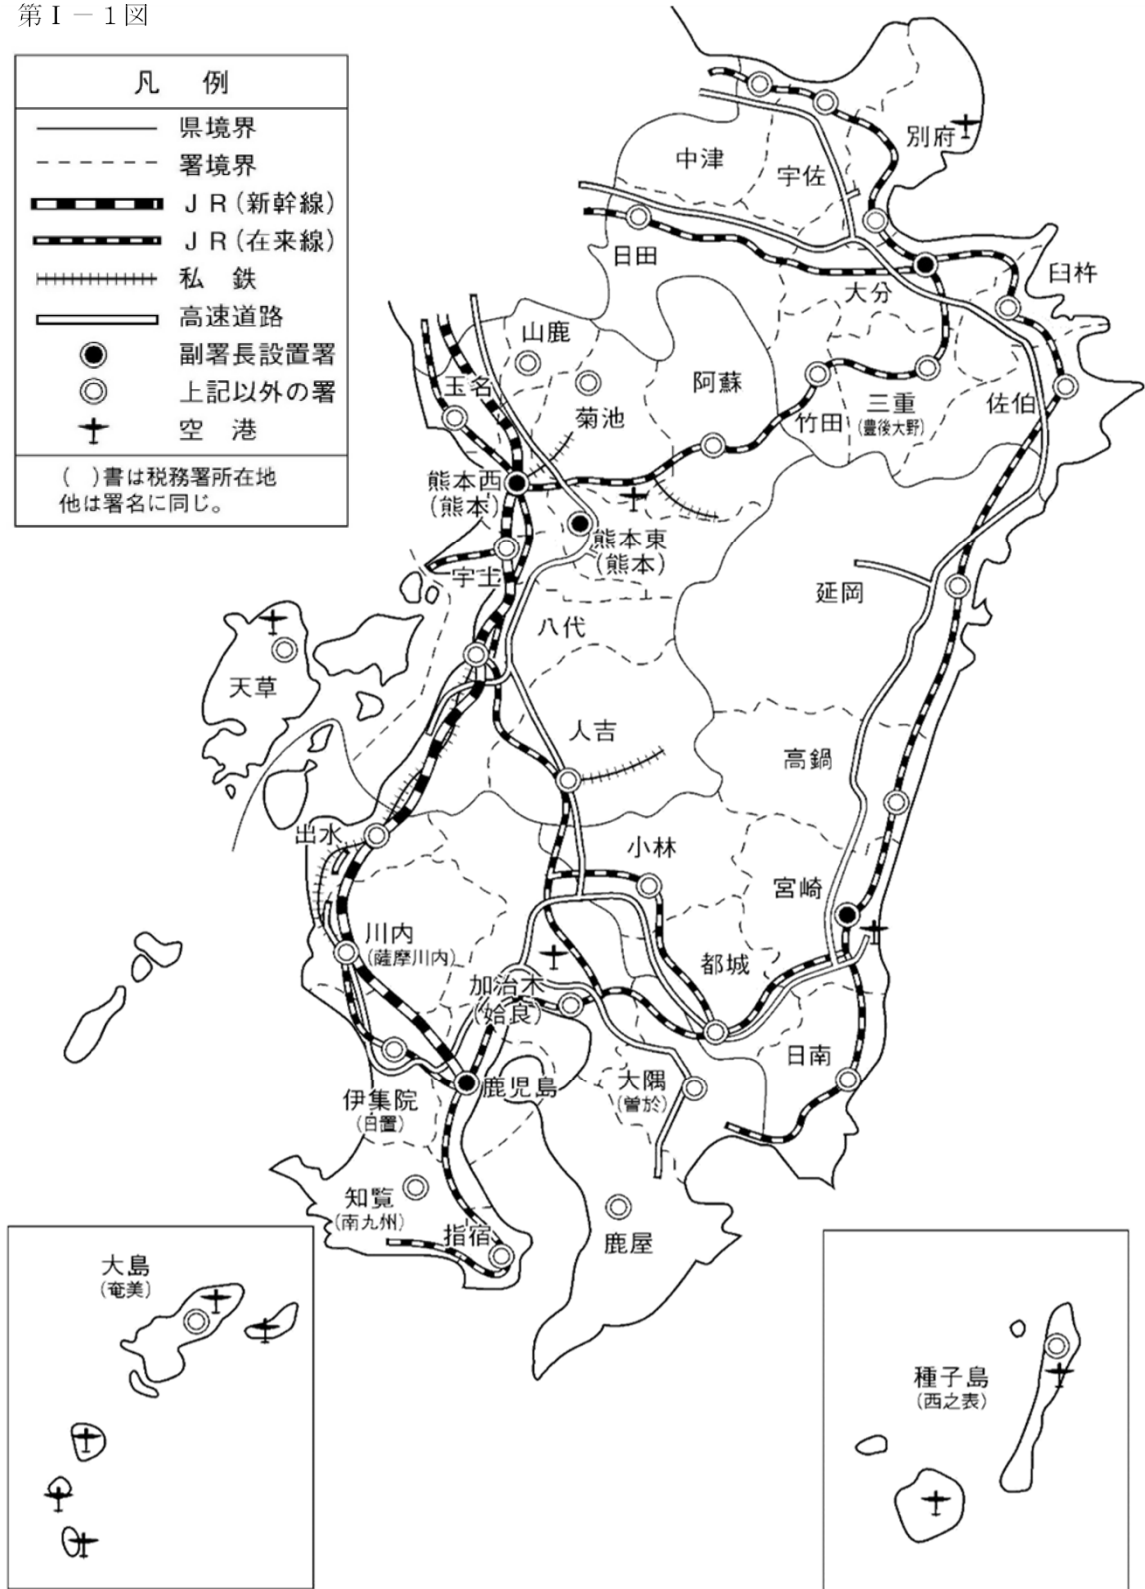 第Ⅰ－１図
凡　例
県境界
署境界
ＪＲ（新幹線）
ＪＲ（在来線）
私　鉄
高速道路
副署長設置署
上記以外の署
空　港
（　）書は税務署所在地
他は署名に同じ。
別府
中津
宇佐
日田
大分
臼杵
山鹿
玉名
菊池
阿蘇
竹田
三重
（豊後大野）
佐伯
熊本西
（熊本）
熊本東
（熊本）
宇土
延岡
八代
天草
人吉
高鍋
出水
小林
宮崎
川内
（薩摩川内）
都城
加治木
（姶良）
日南
鹿児島
大隅
（曽於）
伊集院
（日置）
知覧
（南九州）
指宿
鹿屋
大島
（奄美）
種子島
（西之表）